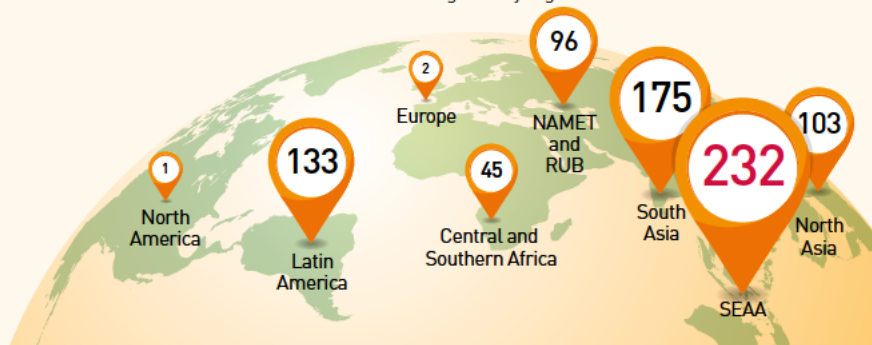 1
North
America
133
Latin
America
2
Europe
45
Central and
Southern Africa
96
NAMET
and
RUB
175
South
Asia
232
SEAA
103
North
Asia